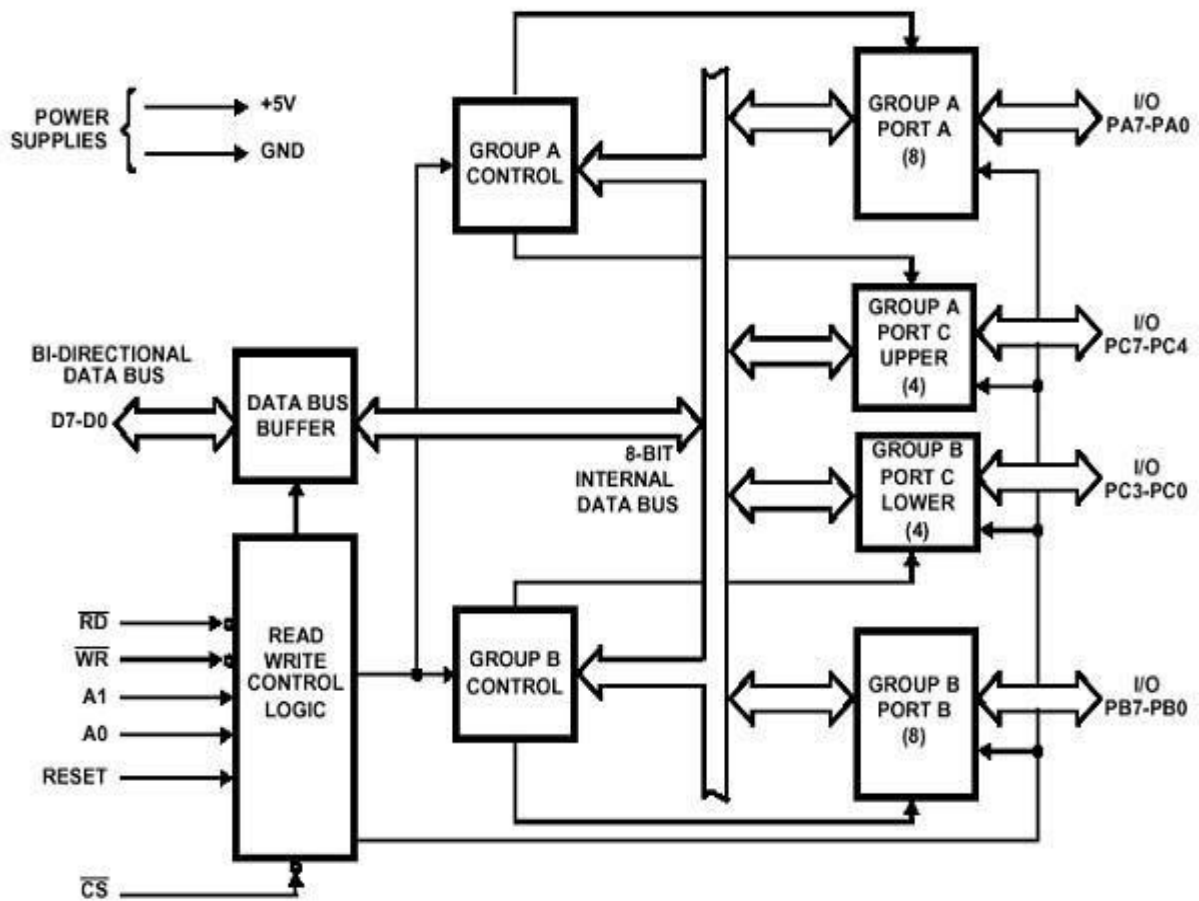 POWER
SUPPLIES
+5V
GND
GROUP A
CONTROL
GROUP A
PORT A
(8)
I/O
PA7-PA0
GROUP A
PORT C
UPPER
(4)
I/O
PC7-PC4
BI-DIRECTIONAL
DATA BUS
D7-D0
DATA BUS
BUFFER
8-BIT
INTERNAL
DATA BUS
GROUP B
PORT C
LOWER
(4)
I/O
PC3-PC0
RD
WR
A1
A0
RESET
CS
READ
WRITE
CONTROL
LOGIC
GROUP B
CONTROL
GROUP B
PORT B
(8)
I/O
PB7-PB0